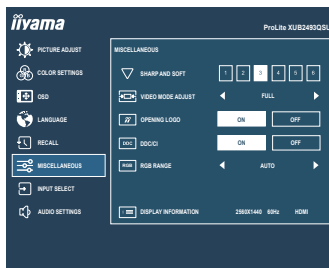 iiyama
ProLite XUB2493QSU
PICTURE ADJUST
COLOR SETTINGS
OSD
LANGUAGE
RECALL
MISCELLANEOUS
INPUT SELECT
AUDIO SETTINGS
MISCELLANEOUS
SHARP AND SOFT 1 2 3 4 5 6
VIDEO MODE ADJUST FULL
OPENING LOGO ON OFF
DDC DDC/CI ON OFF
RGB RGB RANGE AUTO
DISPLAY INFORMATION 2560X1440 60Hz HDMI